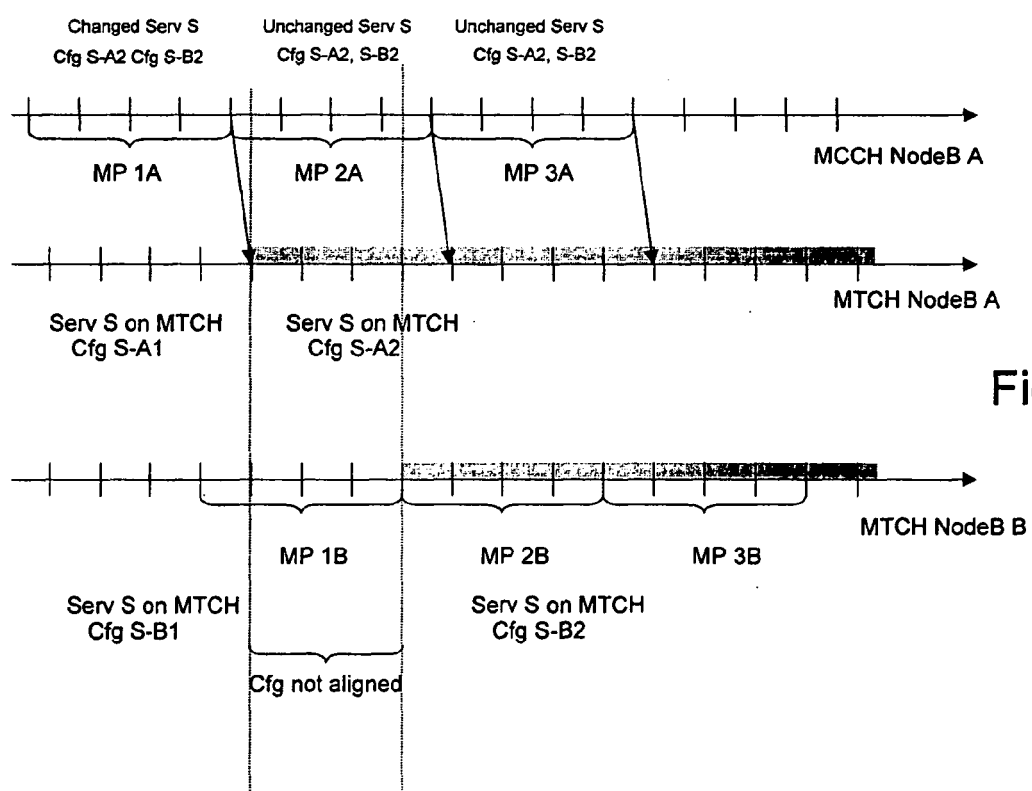 Changed Serv S
Cfg S-A2 Cfg S-B2
Unchanged Serv S
Cfg S-A2, S-B2
Unchanged Serv S
Cfg S-A2, S-B2
MP 1A
MP 2A
MP 3A
MCCH NodeB A
MTCH NodeB A
Serv S on MTCH
Cfg S-A1
Serv S on MTCH
Cfg S-A2
Fi
MTCH NodeB B
MP 1B
MP 2B
MP 3B
Serv S on MTCH
Cfg S-B1
Serv S on MTCH
Cfg S-B2
Cfg not aligned